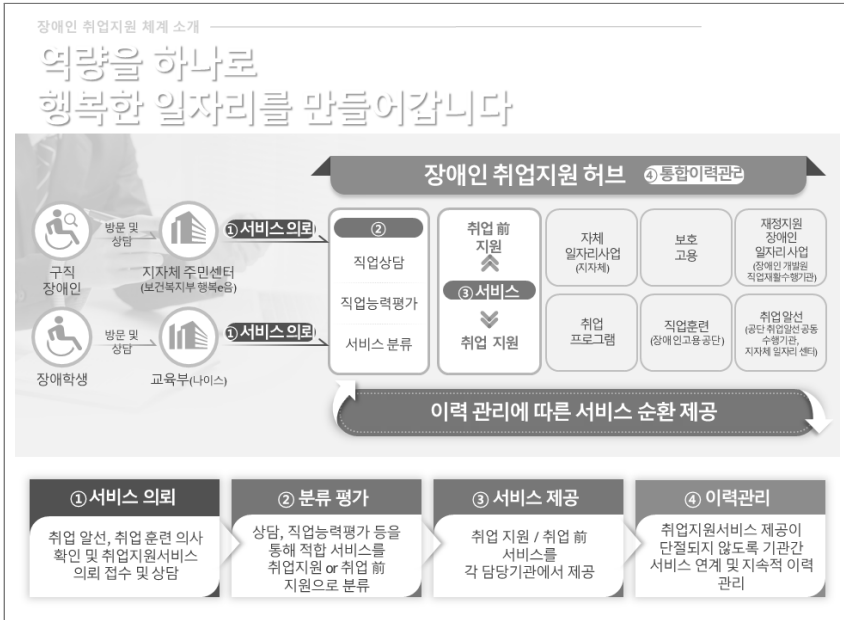 장애인 취업지원 체계 소개
역량을 하나로
행복한 일자리를 만들어갑니다
장애인 취업지원 허브 ④통합이력관리
구직
장애인
방문 및
상담
지자체 주민센터
(보건복지부 행복e음)
①서비스 의뢰
장애학생
방문 및
상담
교육부(나이스)
①서비스 의뢰
②
직업상담
직업능력평가
서비스 분류
취업 前
지원
③서비스
취업 지원
자체
일자리사업
(지자체)
보호
고용
재정지원
장애인
일자리 사업
(장애인 개발원
직업재활수행기관)
취업
프로그램
직업훈련
(장애인고용공단)
취업 알선
(공단 취업알선 공동
수행기관,
지자체 일자리 센터)
이력 관리에 따른 서비스 순환 제공
①서비스 의뢰
취업 알선, 취업 훈련 의사
확인 및 취업지원서비스
의뢰 접수 및 상담
② 분류 평가
상담, 직업능력평가 등을
통해 적합 서비스를
취업지원 or 취업 前
지원으로 분류
③ 서비스 제공
취업 지원 / 취업 前
서비스를
각 담당기관에서 제공
④ 이력관리
취업지원서비스 제공이
단절되지 않도록 기관간
서비스 연계 및 지속적 이력
관리